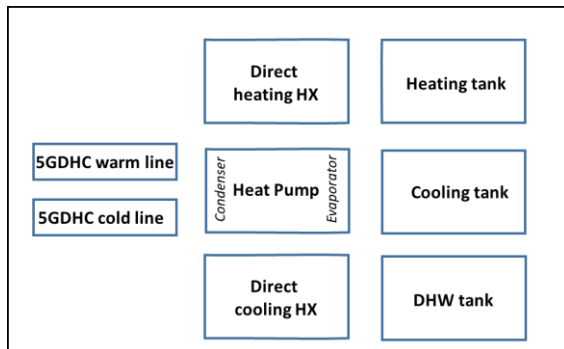 Direct
heating HX
Heating tank
5GDHC warm line
5GDHC cold line
Condenser
Heat Pump
Evaporator
Cooling tank
Direct
cooling HX
DHW tank